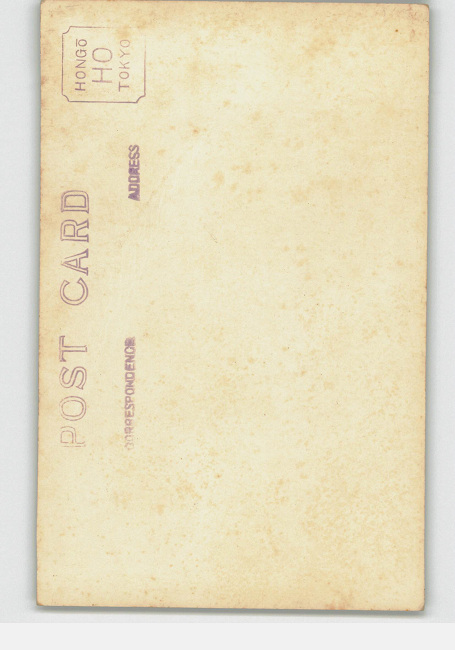 POST CARD
HONGŌ
HO
TOKYO
CORRESPONDENCE
ADDRESS